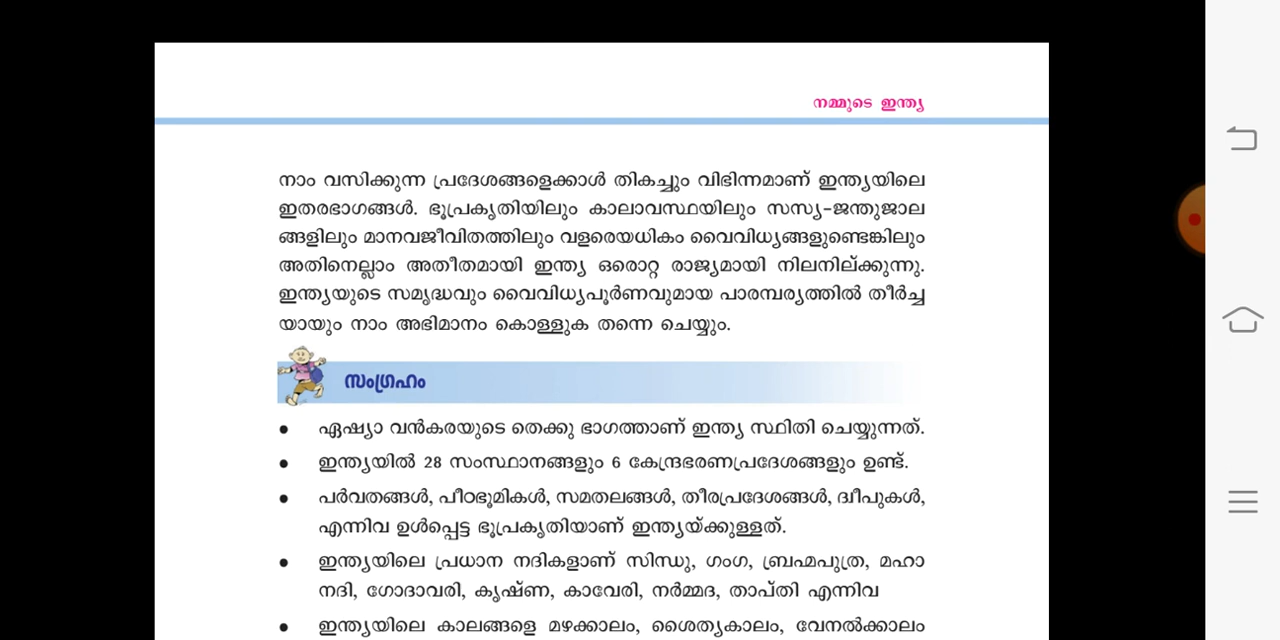 നമ്മുടെ ഇന്ത്യ
നാം വസിക്കുന്ന പ്രദേശങ്ങളെക്കാൾ തികച്ചും വിഭിന്നമാണ് ഇന്ത്യയിലെ
ഇതരഭാഗങ്ങൾ. ഭൂപ്രകൃതിയിലും കാലാവസ്ഥയിലും സസ്യ-ജന്തുജാല
ങ്ങളിലും മാനവജീവിതത്തിലും വളരെയധികം വൈവിധ്യങ്ങളുണ്ടെങ്കിലും
അതിനെല്ലാം അതീതമായി ഇന്ത്യ ഒരൊറ്റ രാജ്യമായി നിലനില്ക്കുന്നു.
ഇന്ത്യയുടെ സമൃദ്ധവും വൈവിധ്യപൂർണവുമായ പാരമ്പര്യത്തിൽ തീർച്ച
യായും നാം അഭിമാനം കൊള്ളുക തന്നെ ചെയ്യും.
സംഗ്രഹം
• ഏഷ്യാ വൻകരയുടെ തെക്കു ഭാഗത്താണ് ഇന്ത്യ സ്ഥിതി ചെയ്യുന്നത്.
• ഇന്ത്യയിൽ 28 സംസ്ഥാനങ്ങളും 6 കേന്ദ്രഭരണപ്രദേശങ്ങളും ഉണ്ട്.
• പർവതങ്ങൾ, പീഠഭൂമികൾ, സമതലങ്ങൾ, തീരപ്രദേശങ്ങൾ, ദ്വീപുകൾ,
എന്നിവ ഉൾപ്പെട്ട ഭൂപ്രകൃതിയാണ് ഇന്ത്യയ്ക്കുള്ളത്.
• ഇന്ത്യയിലെ പ്രധാന നദികളാണ് സിന്ധു, ഗംഗ, ബ്രഹ്മപുത്ര, മഹാ
നദി, ഗോദാവരി, കൃഷ്ണ, കാവേരി, നർമ്മദ, താപ്തി എന്നിവ
• ഇന്ത്യയിലെ കാലങ്ങളെ മഴക്കാലം, ശൈത്യകാലം, വേനൽക്കാലം